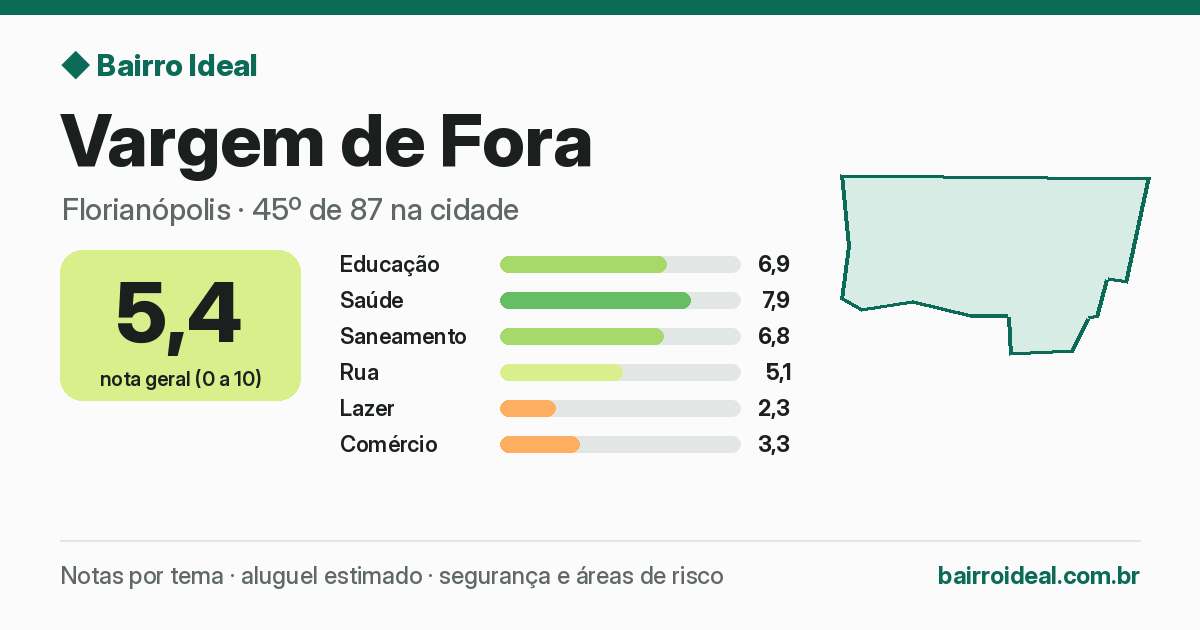 Bairro Ideal
Vargem de Fora
Florianópolis · 45º de 87 na cidade
5,4
nota geral (0 a 10)
Educação 6,9
Saúde 7,9
Saneamento 6,8
Rua 5,1
Lazer 2,3
Comércio 3,3
Notas por tema · aluguel estimado · segurança e áreas de risco
bairroideal.com.br